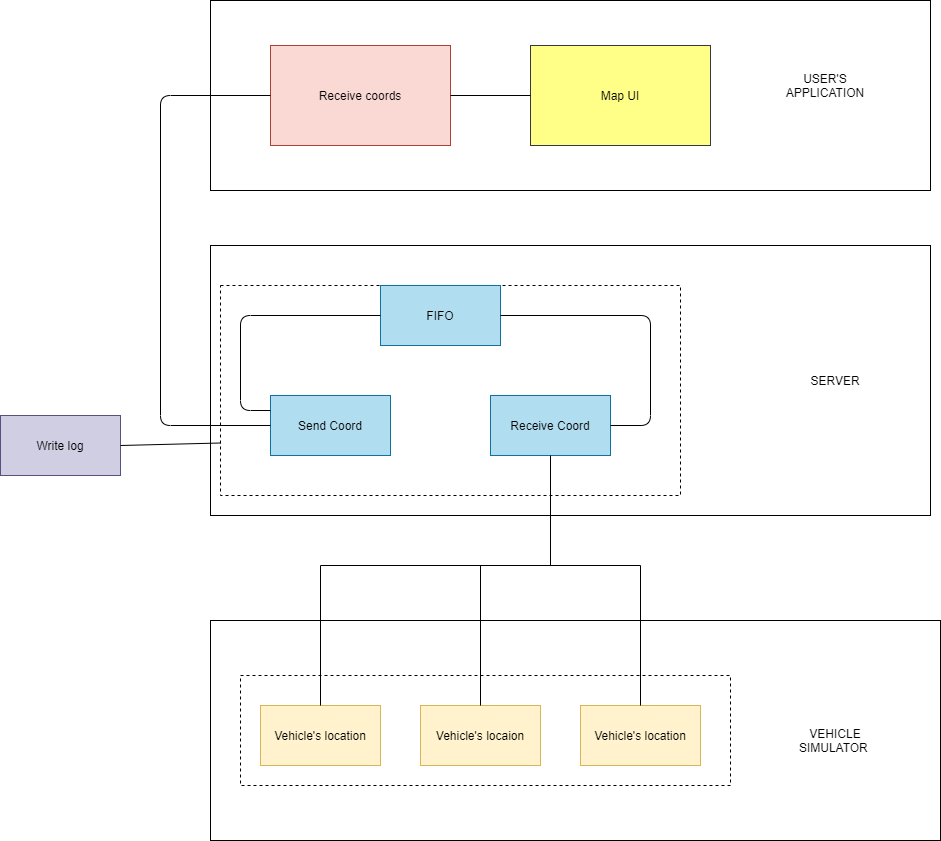 Receive coords
Map UI
USER'S
APPLICATION
FIFO
SERVER
Send Coord
Receive Coord
Write log
Vehicle's location
Vehicle's locaion
Vehicle's location
VEHICLE
SIMULATOR